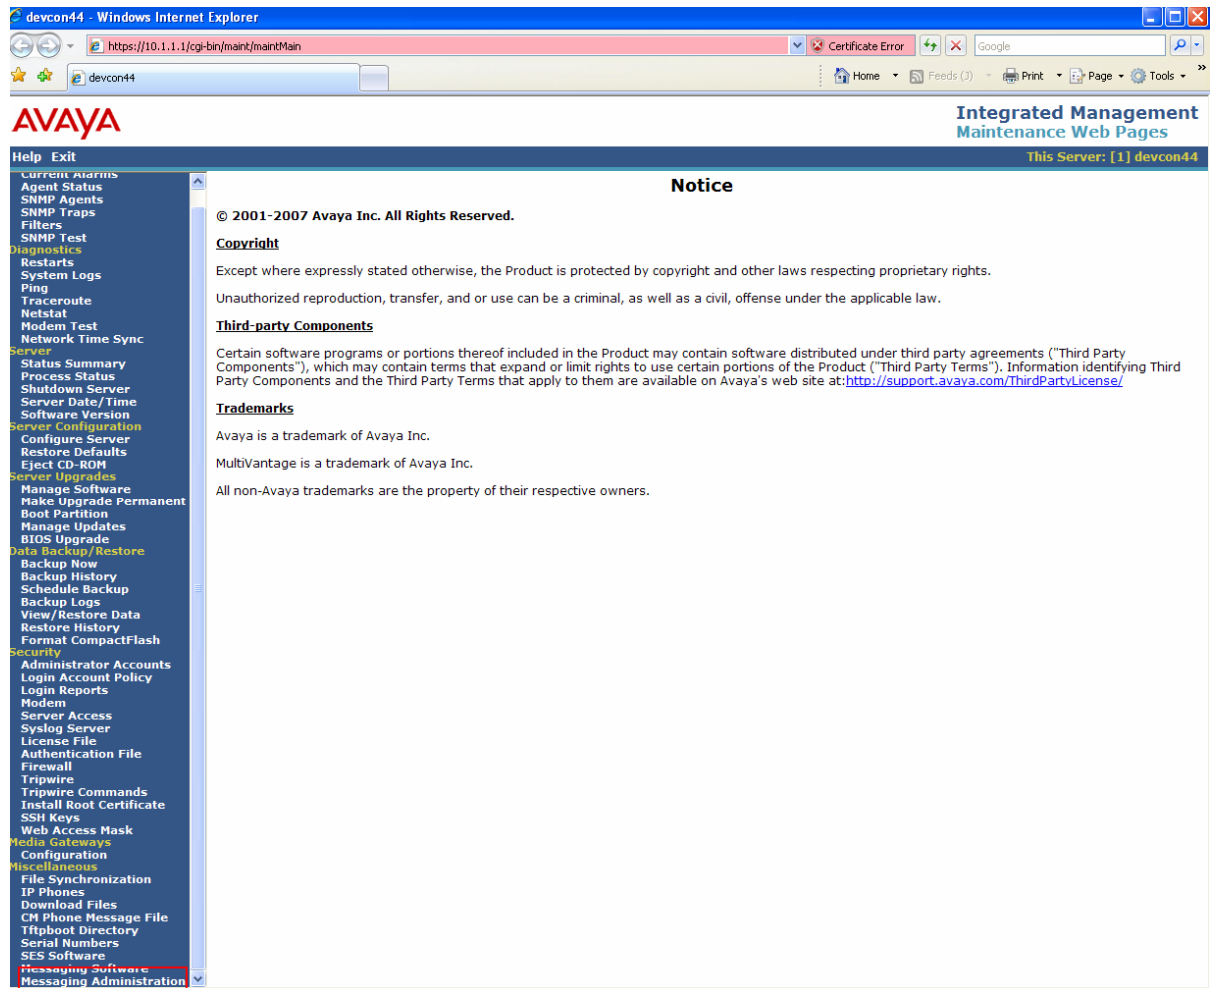 devcon44 - Windows Internet Explorer
https://10.1.1.1/cgi-bin/maint/maintMain
Certificate Error
Google
devcon44
Home
Feeds (J)
Print
Page
Tools
AVAYA
Integrated Management
Maintenance Web Pages
Help Exit
This Server: [1] devcon44
Current Alarms
Agent Status
SNMP Agents
SNMP Traps
Filters
SNMP Test
Diagnostics
Restarts
System Logs
Ping
Traceroute
Netstat
Modem Test
Network Time Sync
Server
Status Summary
Process Status
Shutdown Server
Server Date/Time
Software Version
Server Configuration
Configure Server
Restore Defaults
Eject CD-ROM
Server Upgrades
Manage Software
Make Upgrade Permanent
Boot Partition
Manage Updates
BIOS Upgrade
Data Backup/Restore
Backup Now
Backup History
Schedule Backup
Backup Logs
View/Restore Data
Restore History
Format CompactFlash
Security
Administrator Accounts
Login Account Policy
Login Reports
Modem
Server Access
Syslog Server
License File
Authentication File
Firewall
Tripwire
Tripwire Commands
Install Root Certificate
SSH Keys
Web Access Mask
Media Gateways
Configuration
Miscellaneous
File Synchronization
IP Phones
Download Files
CM Phone Message File
Tftpboot Directory
Serial Numbers
SES Software
Messaging Software
Messaging Administration
Notice
© 2001-2007 Avaya Inc. All Rights Reserved.
Copyright
Except where expressly stated otherwise, the Product is protected by copyright and other laws respecting proprietary rights.
Unauthorized reproduction, transfer, and or use can be a criminal, as well as a civil, offense under the applicable law.
Third-party Components
Certain software programs or portions thereof included in the Product may contain software distributed under third party agreements ("Third Party
Components"), which may contain terms that expand or limit rights to use certain portions of the Product ("Third Party Terms"). Information identifying Third
Party Components and the Third Party Terms that apply to them are available on Avaya's web site at:http://support.avaya.com/ThirdPartyLicense/
Trademarks
Avaya is a trademark of Avaya Inc.
MultiVantage is a trademark of Avaya Inc.
All non-Avaya trademarks are the property of their respective owners.